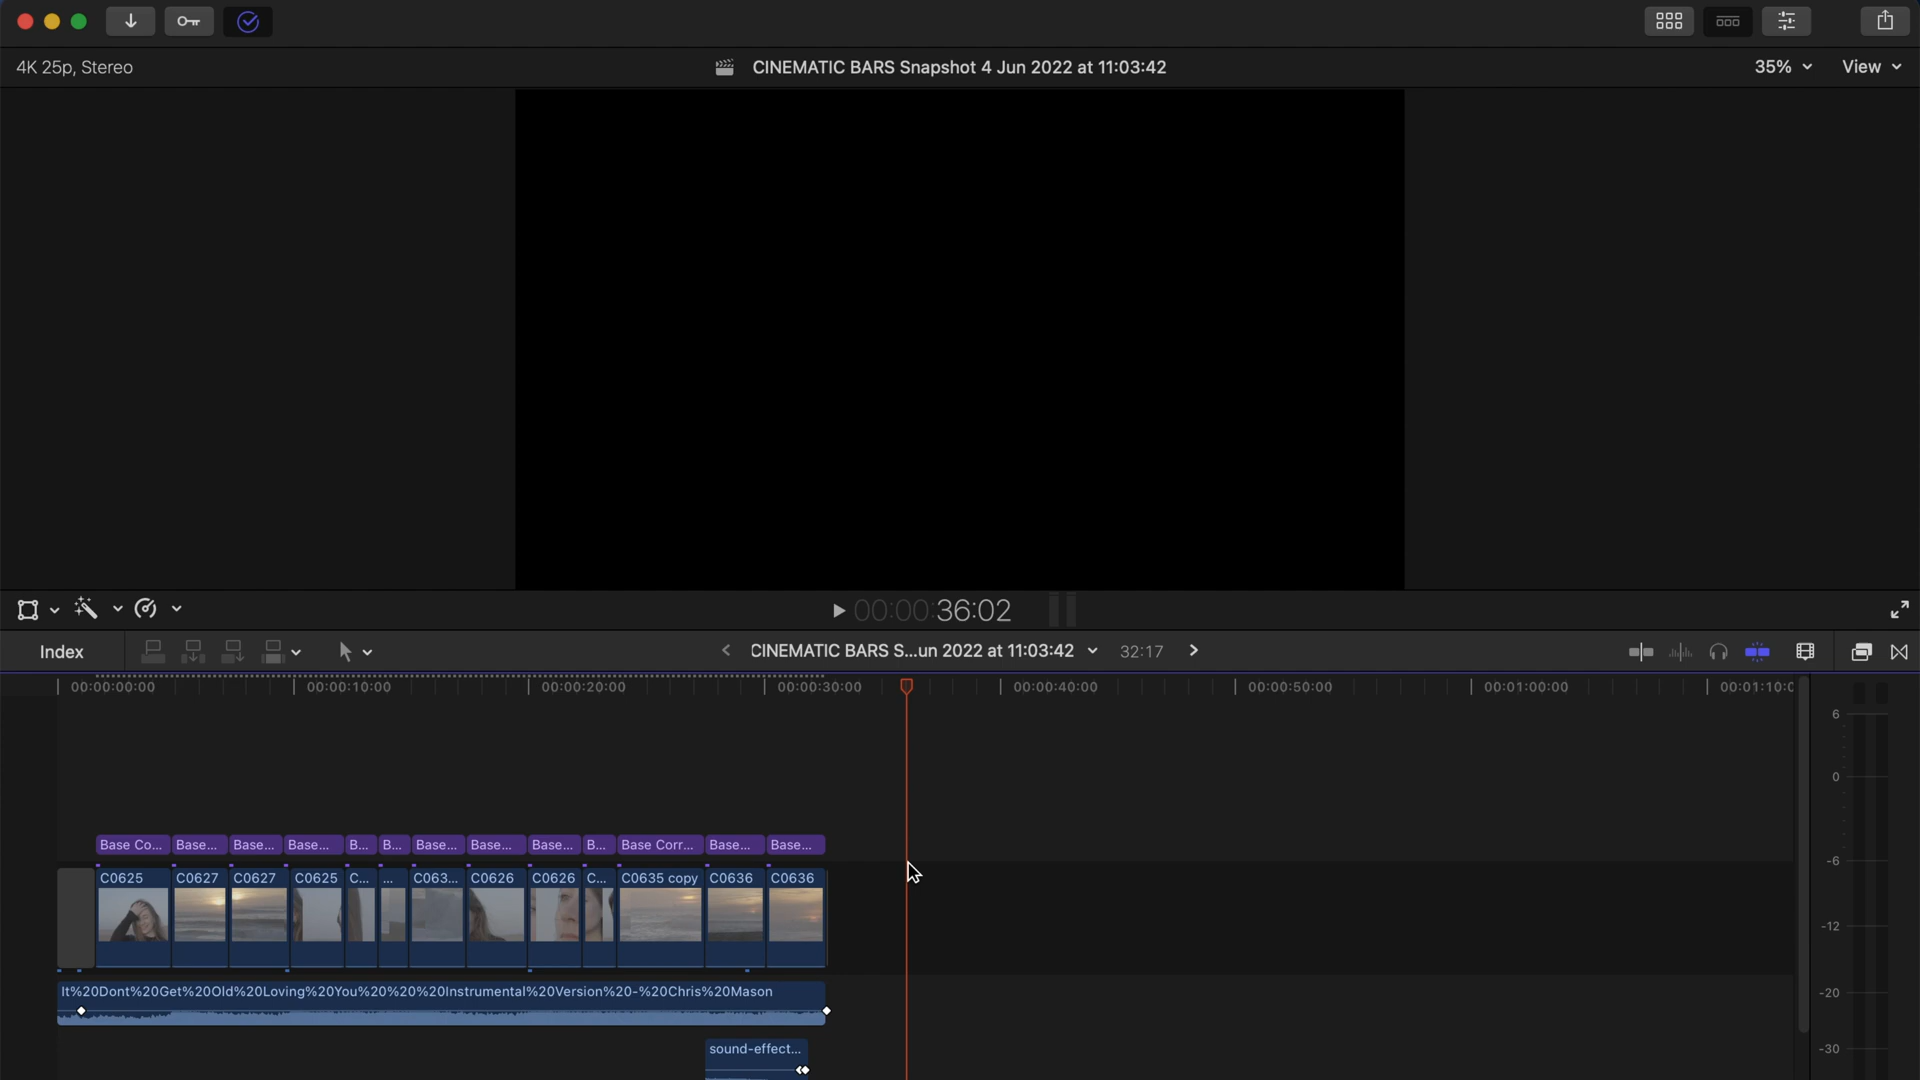 4K 25p, Stereo
CINEMATIC BARS Snapshot 4 Jun 2022 at 11:03:42
35%
View
00:00:36:02
Index
CINEMATIC BARS S...un 2022 at 11:03:42
32:17
00:00:00:00
00:00:10:00
00:00:20:00
00:00:30:00
00:00:40:00
00:00:50:00
00:01:00:00
00:01:10:0
6
0
-6
-12
-20
-30
Base Co...
Base...
Base...
Base...
B...
B...
Base...
Base...
Base...
B...
Base Corr...
Base...
Base...
C0625
C0627
C0627
C0625
C...
...
C063...
C0626
C0626
C...
C0635 copy
C0636
C0636
It%20Dont%20Get%20Old%20Loving%20You%20%20%20Instrumental%20Version%20-%20Chris%20Mason
sound-effect...